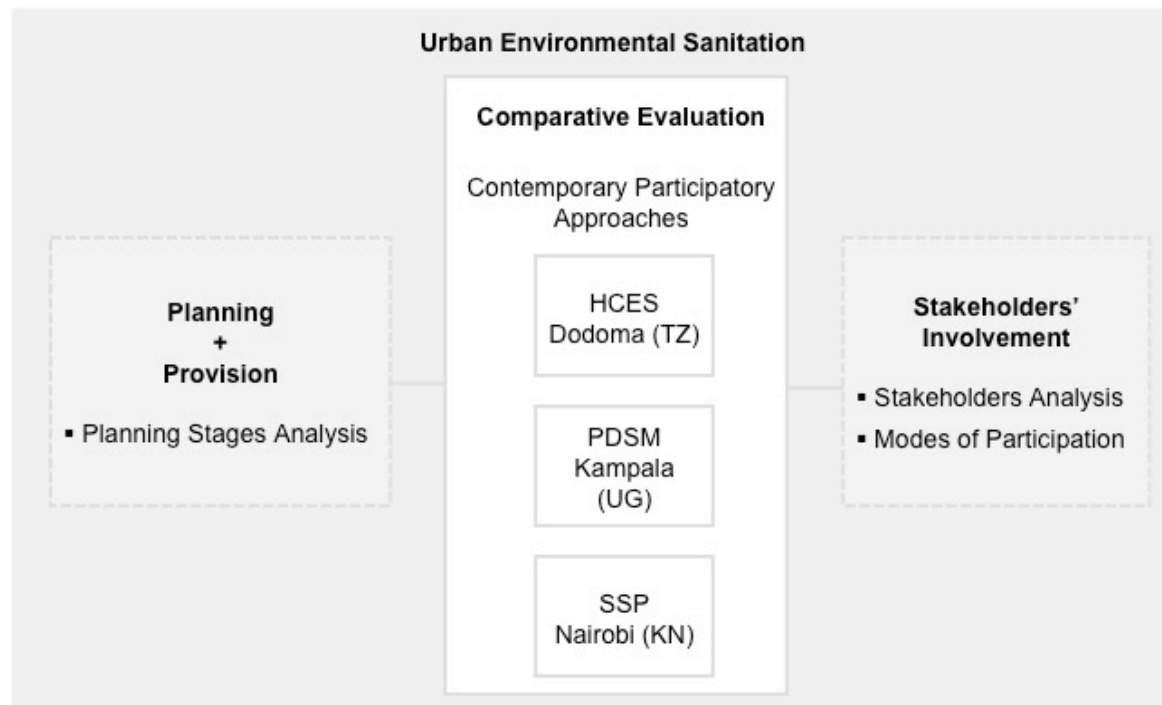 Urban Environmental Sanitation
Comparative Evaluation
Contemporary Participatory
Approaches
HCES
Dodoma (TZ)
PDSM
Kampala
(UG)
SSP
Nairobi (KN)
Planning
+
Provision
▪ Planning Stages Analysis
Stakeholders’
Involvement
▪ Stakeholders Analysis
▪ Modes of Participation